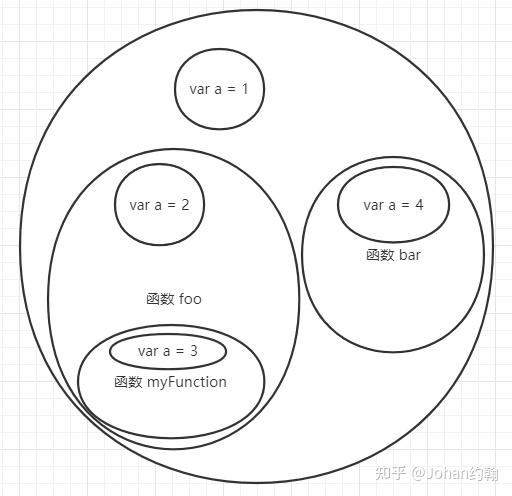 var a = 1
var a = 2
var a = 4
函数 bar
函数 foo
var a = 3
函数 myFunction
知乎 @Johan约翰